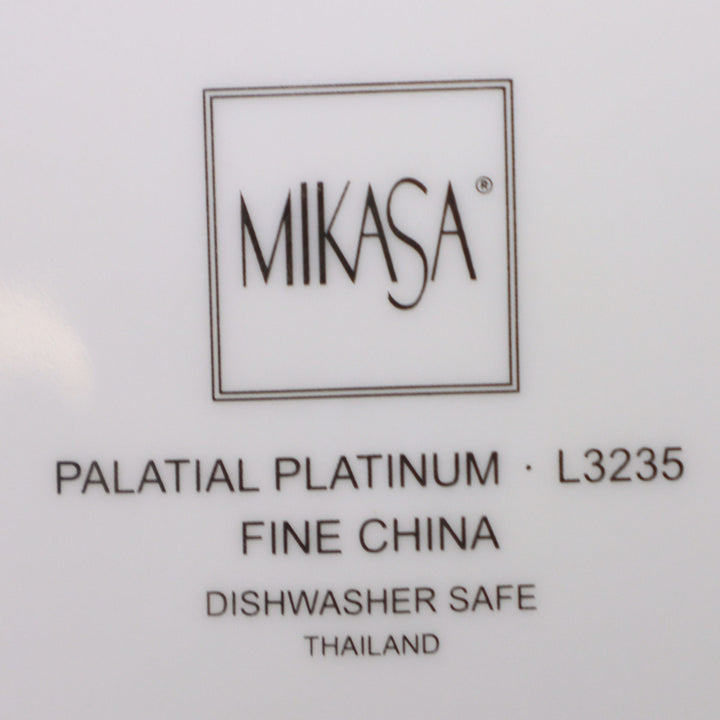 MIKASA®
PALATIAL PLATINUM · L3235
FINE CHINA
DISHWASHER SAFE
THAILAND